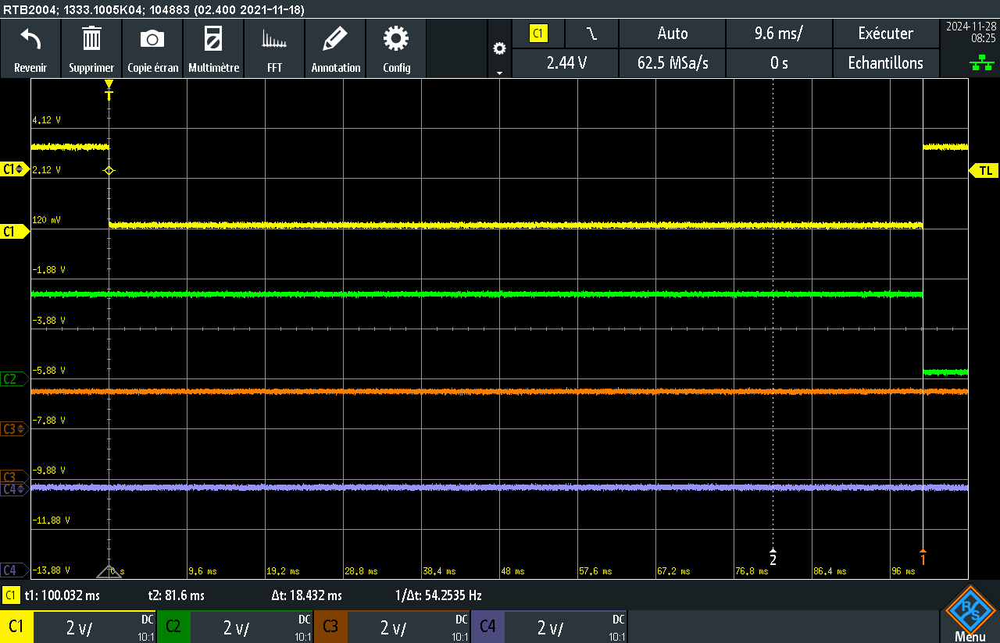 RTB2004; 1333.1005K04; 104883 (02.400 2021-11-18)
Revenir
Supprimer
Copie écran
Multimètre
FFT
Annotation
Config
C1
Auto
9.6 ms/
Exécuter
2.44 V
62.5 MSa/s
0 s
Echantillons
2024-11-28
08:25
T
4.12 V
C1
2.12 V
TL
120 mV
C1
-1.88 V
-3.88 V
-5.88 V
C2
-7.88 V
C3
-9.88 V
C3
C4
-11.88 V
2
1
C4
-13.88 V
0 s
9.6 ms
19.2 ms
28.8 ms
38.4 ms
48 ms
57.6 ms
67.2 ms
76.8 ms
86.4 ms
96 ms
C1
t1: 100.032 ms
t2: 81.6 ms
Δt: 18.432 ms
1/Δt: 54.2535 Hz
C1
2 V/
DC
10:1
C2
2 V/
DC
10:1
C3
2 V/
DC
10:1
C4
2 V/
DC
10:1
R S
Menu